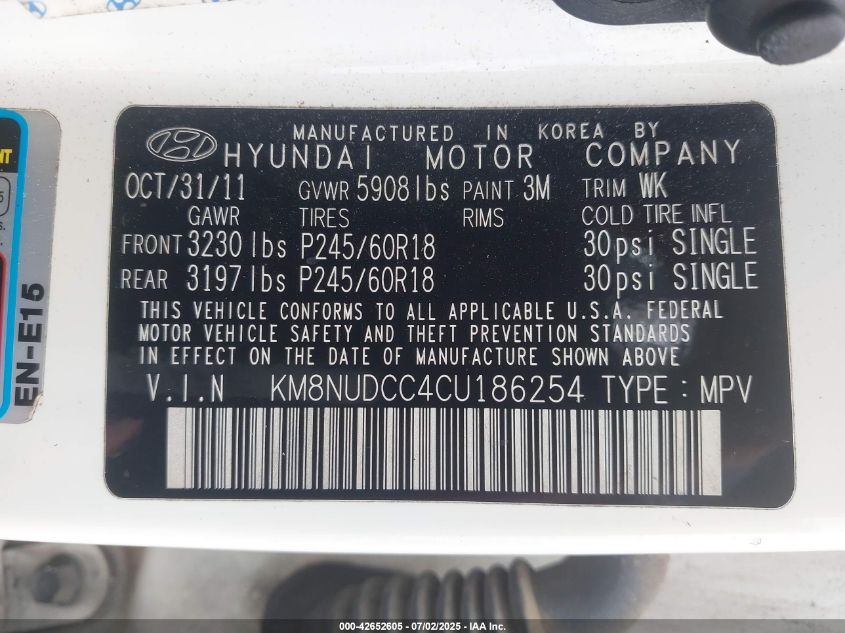 MANUFACTURED IN KOREA BY
HYUNDAI MOTOR COMPANY
OCT/31/11 GVWR 5908lbs PAINT 3M TRIM WK
GAWR TIRES RIMS COLD TIRE INFL
FRONT 3230lbs P245/60R18 30psi SINGLE
REAR 3197lbs P245/60R18 30psi SINGLE
THIS VEHICLE CONFORMS TO ALL APPLICABLE U.S.A. FEDERAL
MOTOR VEHICLE SAFETY AND THEFT PREVENTION STANDARDS
IN EFFECT ON THE DATE OF MANUFACTURE SHOWN ABOVE
V.I.N KM8NUDCC4CU186254 TYPE : MPV
EN-E15
000-42652605 - 07/02/2025 - www.iaai.com